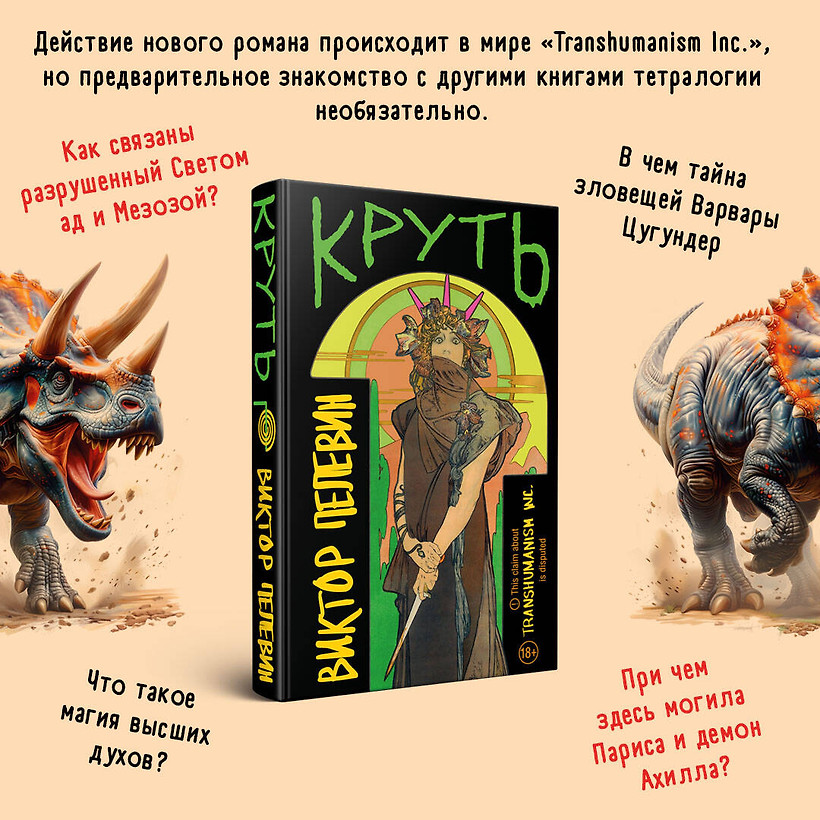 Действие нового романа происходит в мире «Transhumanism Inc.»,
но предварительное знакомство с другими книгами тетралогии
необязательно.
Как связаны
разрушенный Светом
ад и Мезозой?
В чем тайна
зловещей Варвары
Цугундер
КРУТЬ
ВИКТОР ПЕЛЕВИН
КРУТЬ
ВИКТОР ПЕЛЕВИН
This claim about
TRANSHUMANISM INC.
is disputed
18+
Что такое
магия высших
духов?
При чем
здесь могила
Париса и демон
Ахилла?